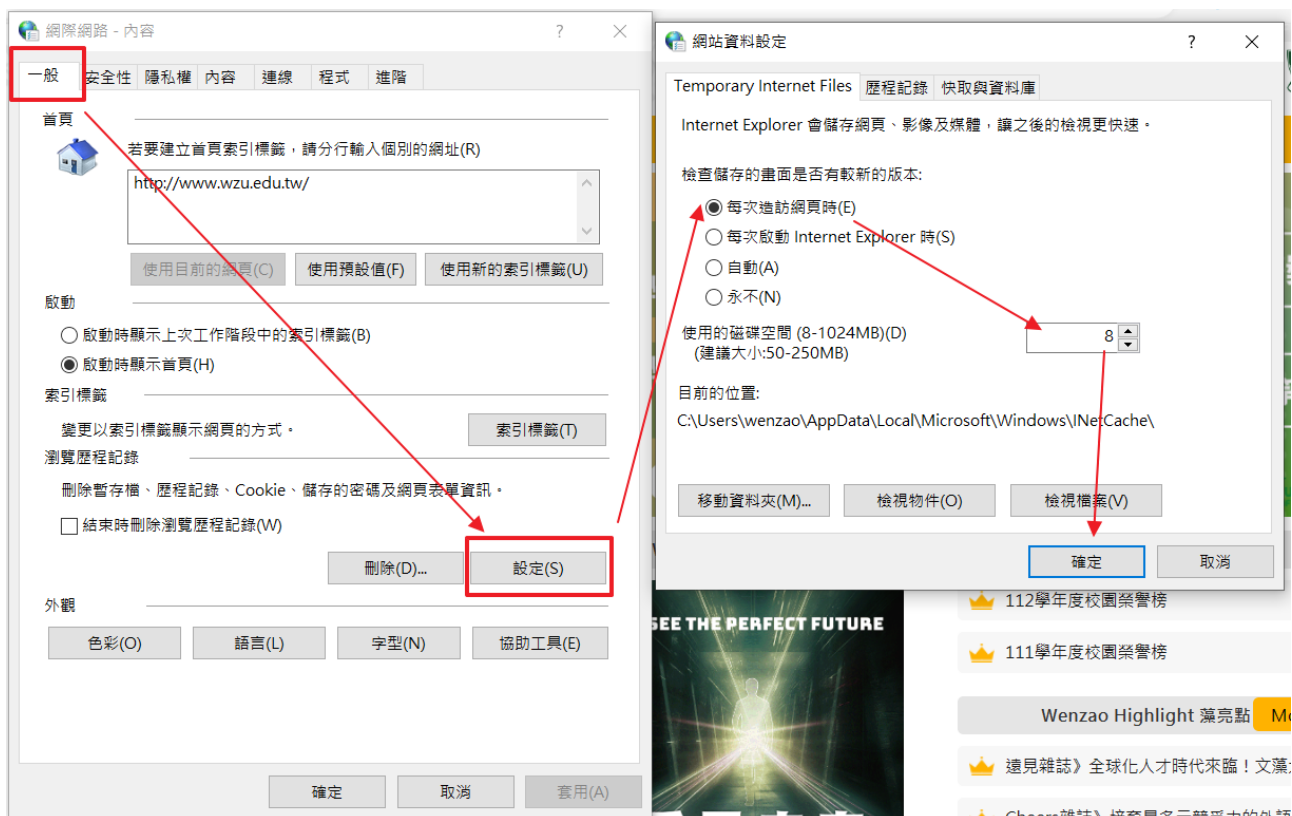 網際網路 - 內容
一般
安全性
隱私權
內容
連線
程式
進階
首頁
若要建立首頁索引標籤，請分行輸入個別的網址(R)
http://www.wzu.edu.tw/
使用目前的網頁(C)
使用預設值(F)
使用新的索引標籤(U)
啟動
啟動時顯示上次工作階段中的索引標籤(B)
啟動時顯示首頁(H)
索引標籤
變更以索引標籤顯示網頁的方式。
索引標籤(T)
瀏覽歷程記錄
刪除暫存檔、歷程記錄、Cookie、儲存的密碼及網頁表單資訊。
結束時刪除瀏覽歷程記錄(W)
刪除(D)...
設定(S)
外觀
色彩(O)
語言(L)
字型(N)
協助工具(E)
確定
取消
套用(A)
網站資料設定
Temporary Internet Files
歷程記錄
快取與資料庫
Internet Explorer 會儲存網頁、影像及媒體，讓之後的檢視更快速。
檢查儲存的畫面是否有較新的版本:
每次造訪網頁時(E)
每次啟動 Internet Explorer 時(S)
自動(A)
永不(N)
使用的磁碟空間 (8-1024MB)(D)
8
(建議大小:50-250MB)
目前的位置:
C:\Users\wenzao\AppData\Local\Microsoft\Windows\INetCache\
移動資料夾(M)...
檢視物件(O)
檢視檔案(V)
確定
取消
SEE THE PERFECT FUTURE
112學年度校園榮譽榜
111學年度校園榮譽榜
Wenzao Highlight 藻亮點
遠見雜誌》全球化人才時代來臨！文藻